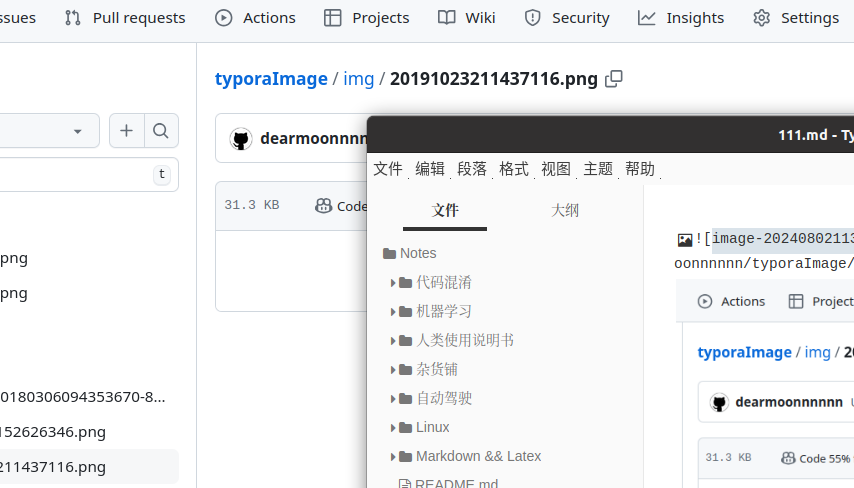 ssues Pull requests Actions Projects Wiki Security Insights Settings
typoraImage / img / 20191023211437116.png
t
dearmoonnnnn
31.3 KB Code
png
png
0180306094353670-8...
152626346.png
211437116.png
111.md - Ty
文件 编辑 段落 格式 视图 主题 帮助
文件 大纲
Notes
代码混淆
机器学习
人类使用说明书
杂货铺
自动驾驶
Linux
Markdown && Latex
README.md
![image-20240802113
oonnnnnn/typoraImage/
Actions Project
typoraImage / img / 20
dearmoonnnnnn
31.3 KB Code 55%